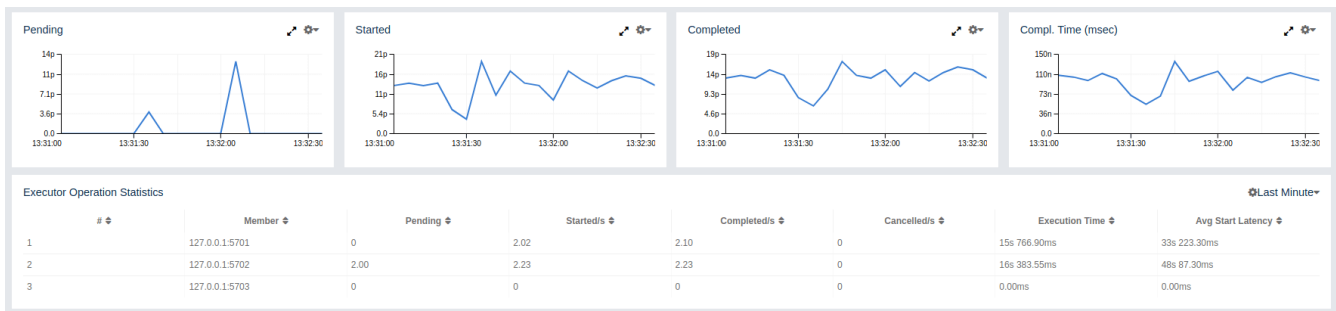 Pending
14p
11p
7.1p
3.6p
0.0
13:31:00 13:31:30 13:32:00 13:32:30
Started
21p
16p
11p
5.4p
0.0
13:31:00 13:31:30 13:32:00 13:32:30
Completed
19p
14p
9.3p
4.6p
0.0
13:31:00 13:31:30 13:32:00 13:32:30
Compl. Time (msec)
150n
110n
73n
36n
0.0
13:31:00 13:31:30 13:32:00 13:32:30
Executor Operation Statistics Last Minute
# Member Pending Started/s Completed/s Cancelled/s Execution Time Avg Start Latency
1 127.0.0.1:5701 0 2.02 2.10 0 15s 766.90ms 33s 223.30ms
2 127.0.0.1:5702 2.00 2.23 2.23 0 16s 383.55ms 48s 87.30ms
3 127.0.0.1:5703 0 0 0 0 0.00ms 0.00ms